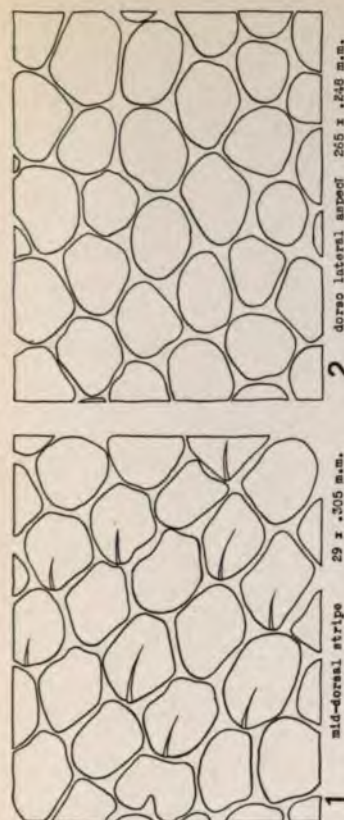 1 mid-dorsal stripe 29 x .305 m.m.
2 dorso lateral aspect 265 x .248 m.m.